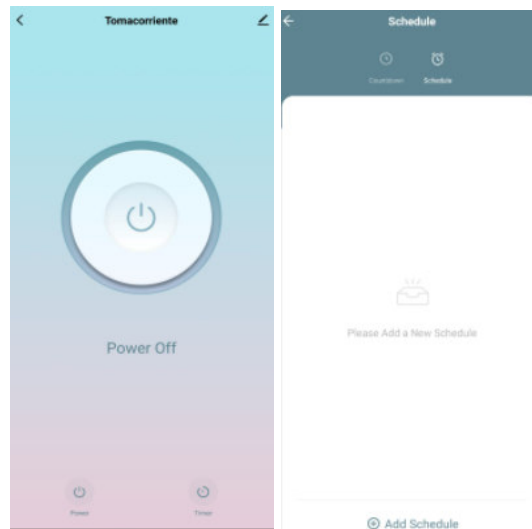 Tomacorriente
Power Off
Power
Timer
Schedule
Countdown
Schedule
Please Add a New Schedule
Add Schedule